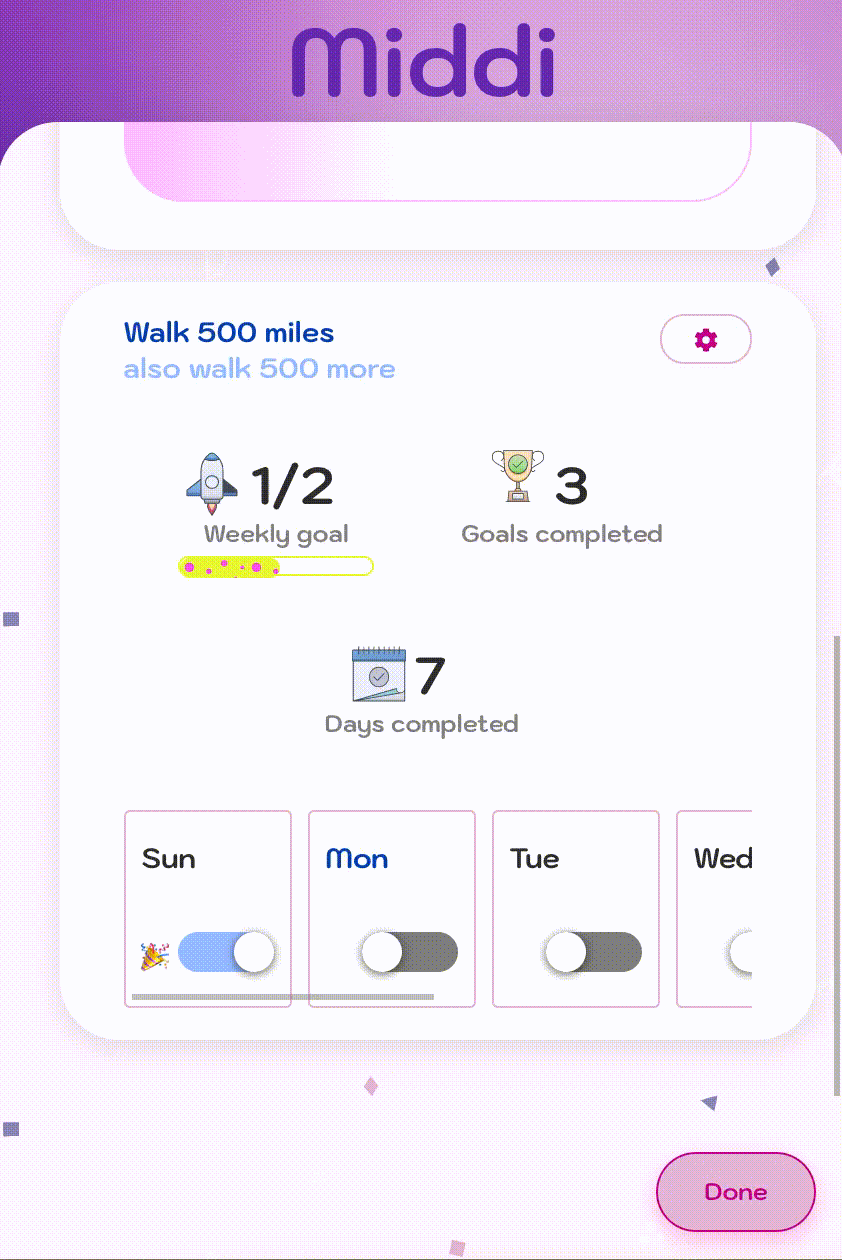 Middi
Walk 500 miles
also walk 500 more
1/2
Weekly goal
3
Goals completed
7
Days completed
Sun
Mon
Tue
Wed
Done